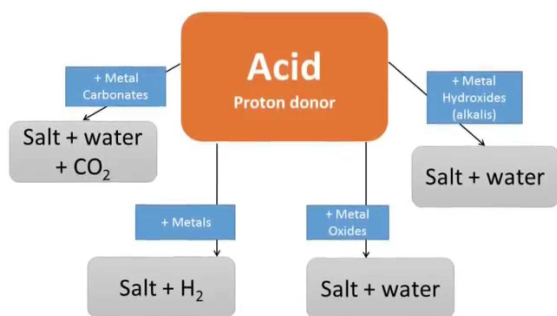 Acid
Proton donor
+ Metal
Carbonates
Salt + water
+ CO₂
+ Metals
Salt + H₂
+ Metal
Oxides
Salt + water
+ Metal
Hydroxides
(alkalis)
Salt + water